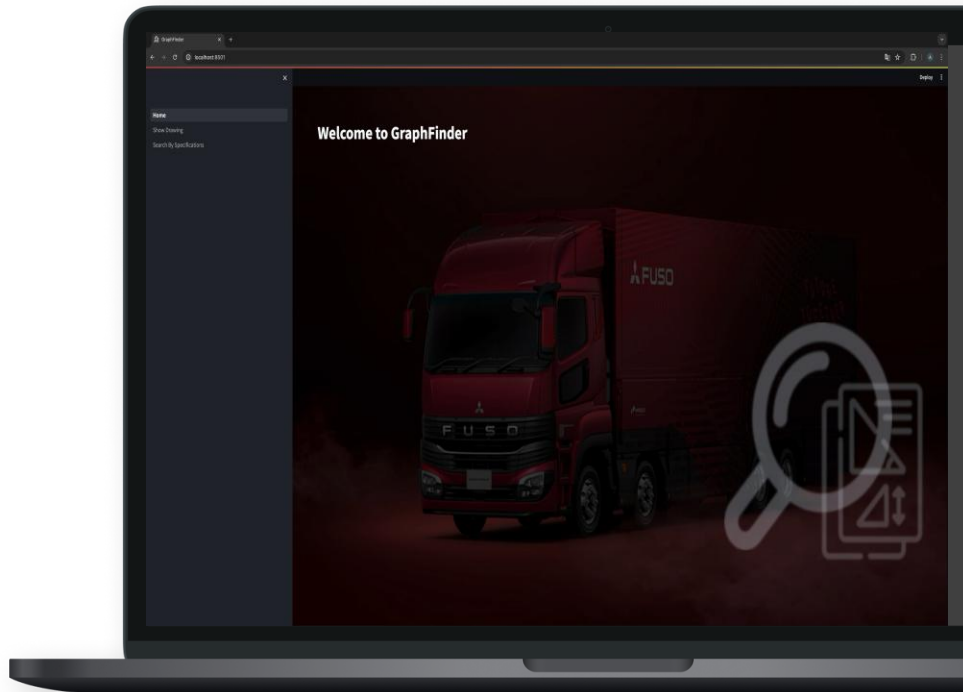 GraphFinder
localhost:8501
Deploy
Home
Show Drawing
Search By Specifications
Welcome to GraphFinder
FUSO
FUSO